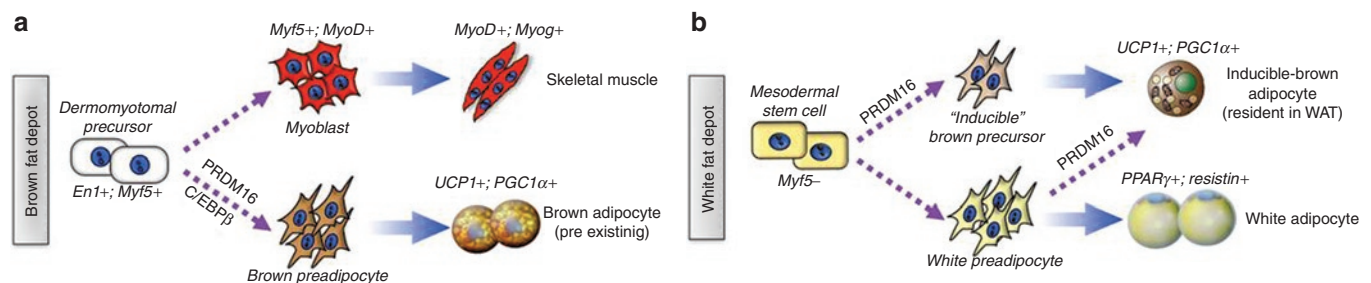 a
Brown fat depot
Dermomyotomal
precursor
En1+; Myf5+
PRDM16
C/EBPβ
Myf5+; MyoD+
Myoblast
MyoD+; Myog+
Skeletal muscle
Brown preadipocyte
UCP1+; PGC1α+
Brown adipocyte
(pre existinig)
b
White fat depot
Mesodermal
stem cell
Myf5–
PRDM16
"Inducible"
brown precursor
UCP1+; PGC1α+
Inducible-brown
adipocyte
(resident in WAT)
PRDM16
White preadipocyte
PPARγ+; resistin+
White adipocyte